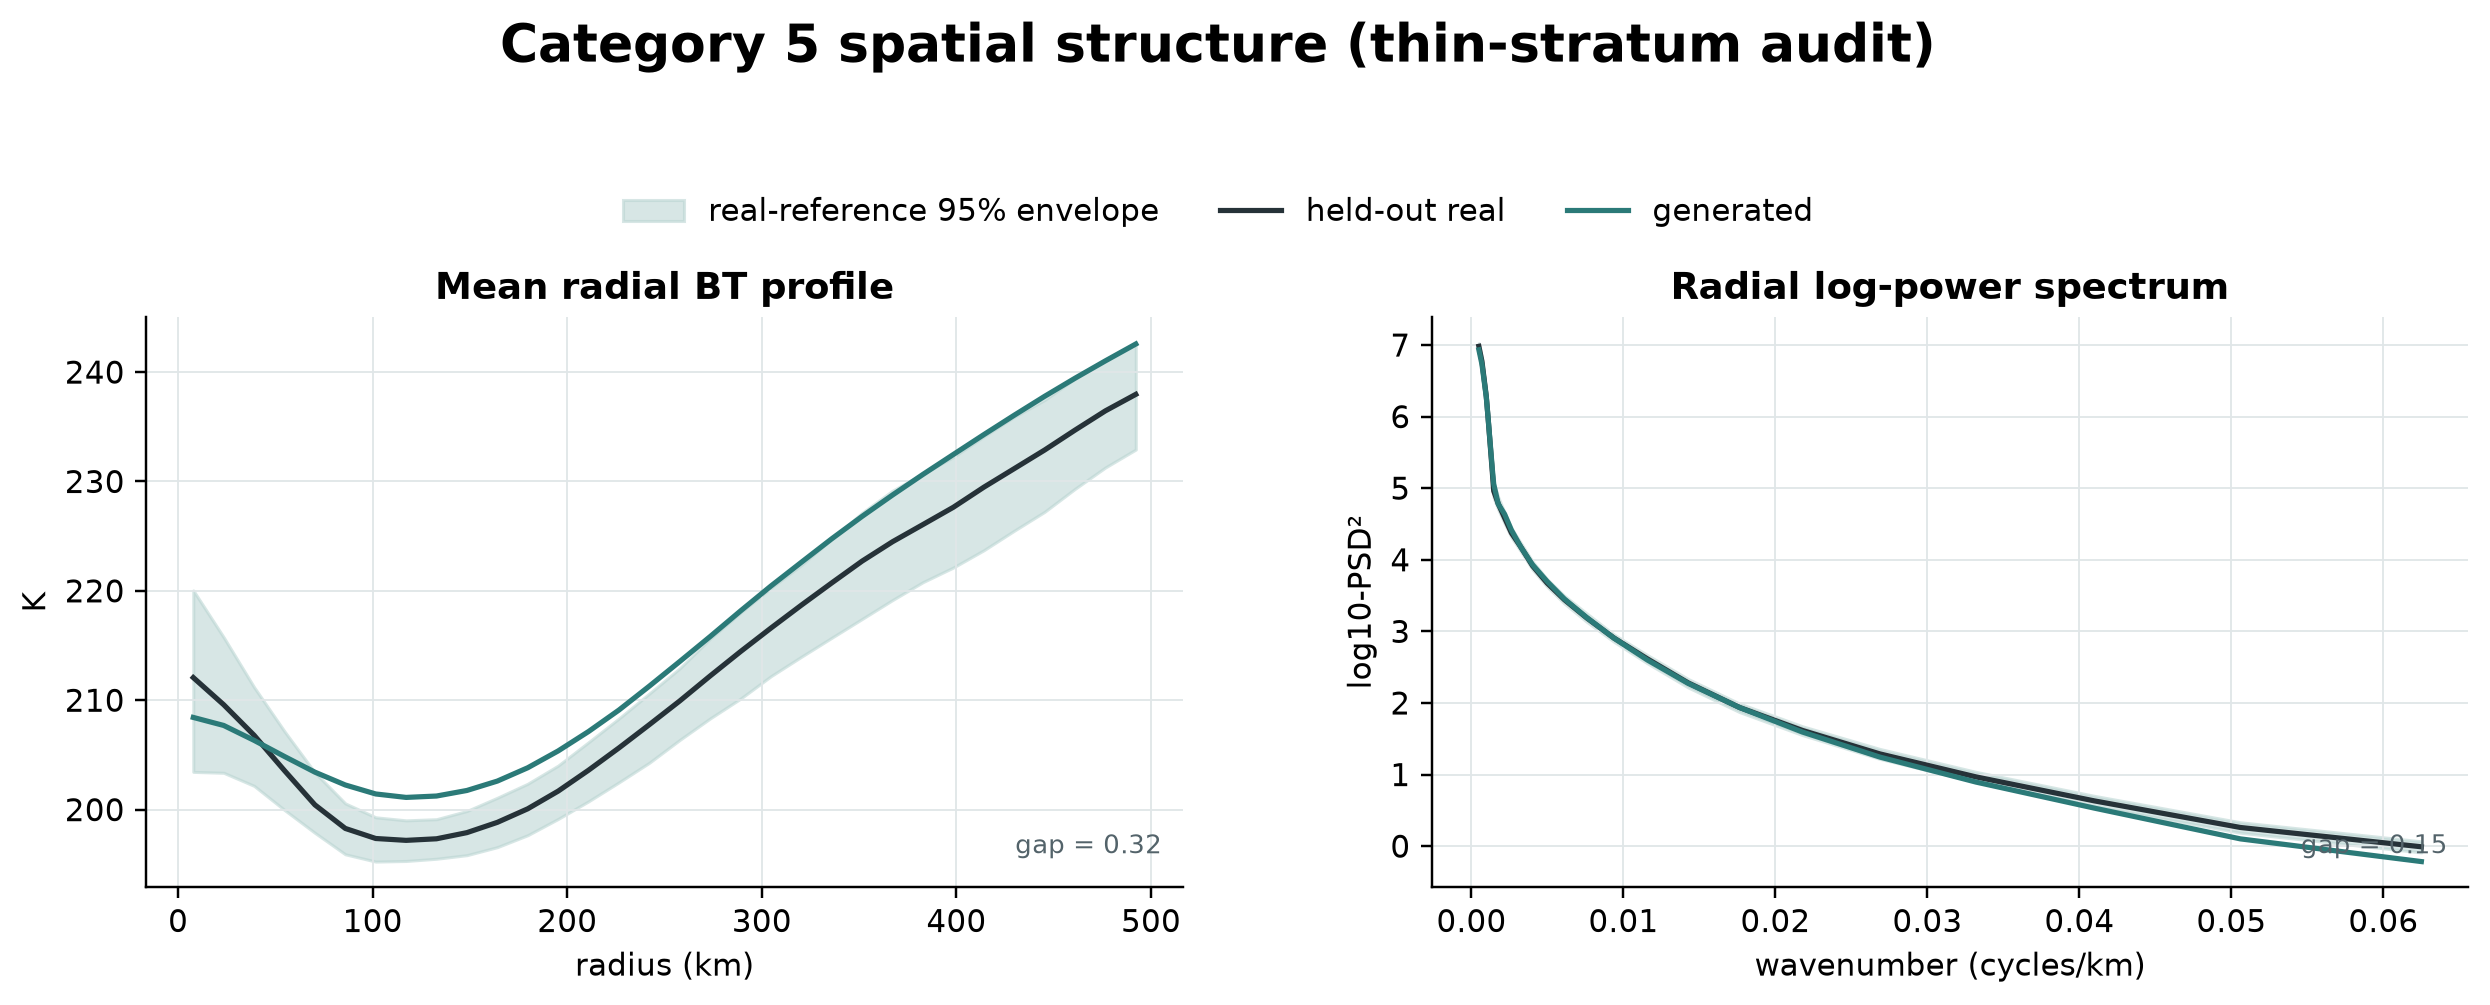 Category 5 spatial structure (thin-stratum audit)
real-reference 95% envelope held-out real generated
Mean radial BT profile
240
230
220
210
200
K
gap = 0.32
0 100 200 300 400 500
radius (km)
Radial log-power spectrum
7
6
5
4
3
2
1
0
log10-PSD²
gap = 0.15
0.00 0.01 0.02 0.03 0.04 0.05 0.06
wavenumber (cycles/km)